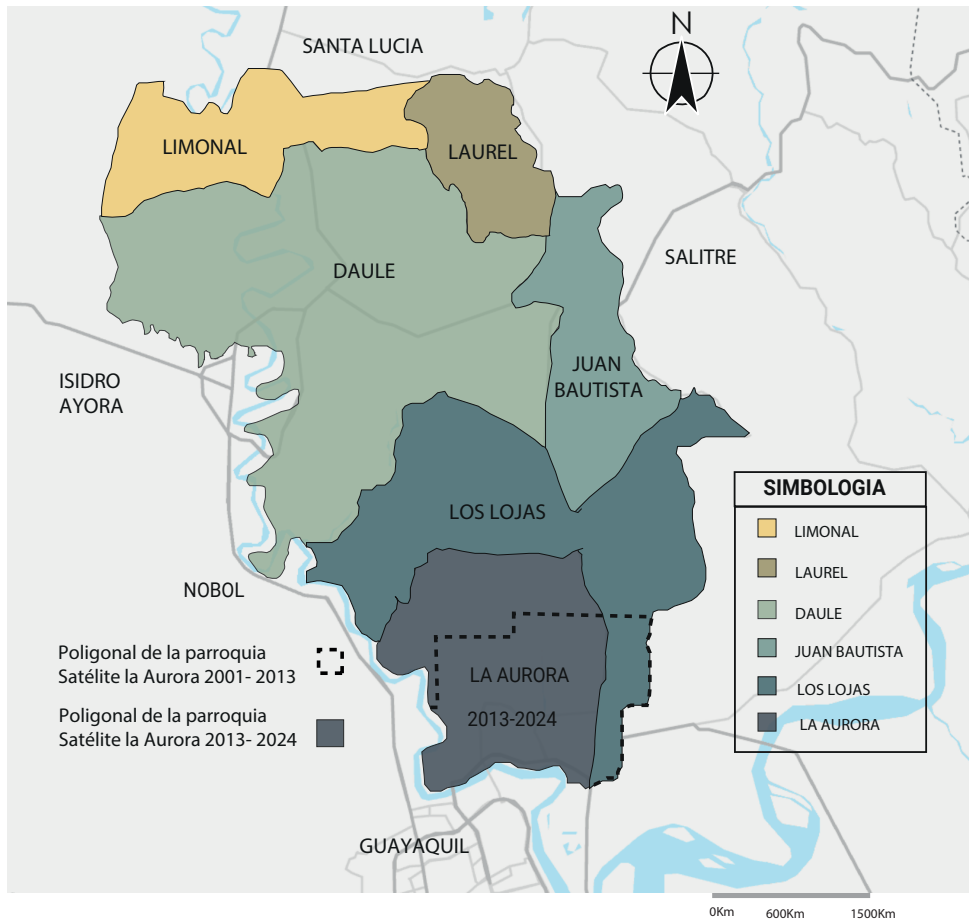 N
SANTA LUCIA
LIMONAL
LAUREL
DAULE
SALITRE
JUAN
BAUTISTA
ISIDRO
AYORA
LOS LOJAS
N0B0L
LA AURORA
2013-2024
GUAYAQUIL
Poligonal de la parroquia
Satélite la Aurora 2001- 2013
Poligonal de la parroquia
Satélite la Aurora 2013- 2024
SIMBOLOGIA
LIMONAL
LAUREL
DAULE
JUAN BAUTISTA
LOS LOJAS
LA AURORA
0Km 600Km 1500Km